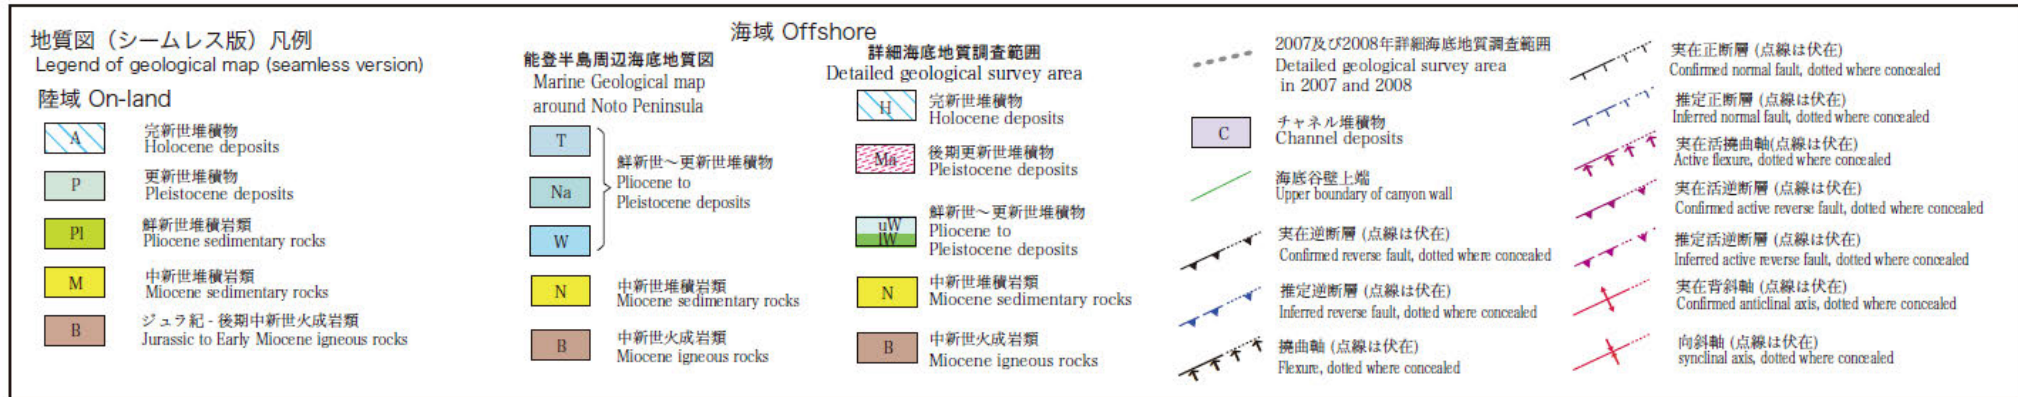 地質図（シームレス版）凡例
Legend of geological map (seamless version)
陸域 On-land
A
完新世堆積物
Holocene deposits
P
更新世堆積物
Pleistocene deposits
Pl
鮮新世堆積岩類
Pliocene sedimentary rocks
M
中新世堆積岩類
Miocene sedimentary rocks
B
ジュラ紀 - 後期中新世火成岩類
Jurassic to Early Miocene igneous rocks
海域 Offshore
能登半島周辺海底地質図
Marine Geological map
around Noto Peninsula
T
Na
W
鮮新世～更新世堆積物
Pliocene to
Pleistocene deposits
N
中新世堆積岩類
Miocene sedimentary rocks
B
中新世火成岩類
Miocene igneous rocks
詳細海底地質調査範囲
Detailed geological survey area
H
完新世堆積物
Holocene deposits
Ma
後期更新世堆積物
Pleistocene deposits
uW
lW
鮮新世～更新世堆積物
Pliocene to
Pleistocene deposits
N
中新世堆積岩類
Miocene sedimentary rocks
B
中新世火成岩類
Miocene igneous rocks
2007及び2008年詳細海底地質調査範囲
Detailed geological survey area
in 2007 and 2008
C
チャネル堆積物
Channel deposits
海底谷壁上端
Upper boundary of canyon wall
実在逆断層 (点線は伏在)
Confirmed reverse fault, dotted where concealed
推定逆断層 (点線は伏在)
Inferred reverse fault, dotted where concealed
撓曲軸 (点線は伏在)
Flexure, dotted where concealed
実在正断層 (点線は伏在)
Confirmed normal fault, dotted where concealed
推定正断層 (点線は伏在)
Inferred normal fault, dotted where concealed
実在活撓曲軸(点線は伏在)
Active flexure, dotted where concealed
実在活逆断層 (点線は伏在)
Confirmed active reverse fault, dotted where concealed
推定活逆断層 (点線は伏在)
Inferred active reverse fault, dotted where concealed
実在背斜軸 (点線は伏在)
Confirmed anticlinal axis, dotted where concealed
向斜軸 (点線は伏在)
synclinal axis, dotted where concealed